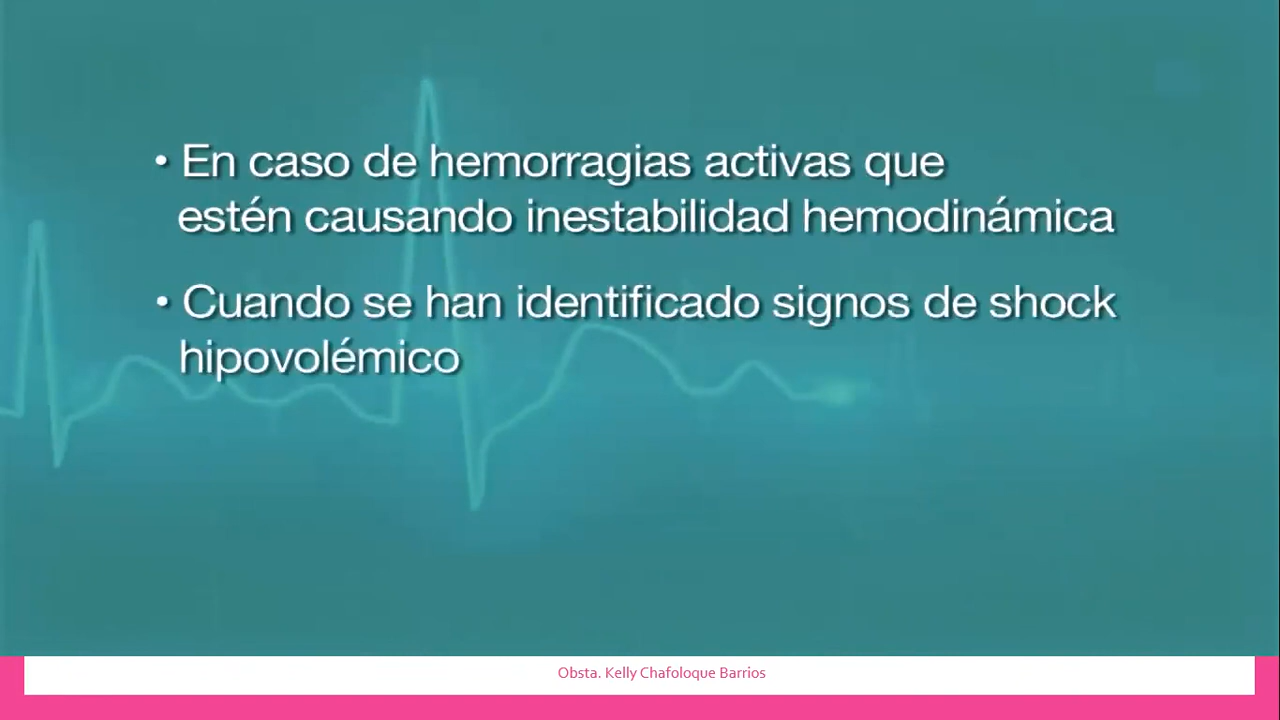 • En caso de hemorragias activas que
estén causando inestabilidad hemodinámica
• Cuando se han identificado signos de shock
hipovolémico
Obsta. Kelly Chafoloque Barrios